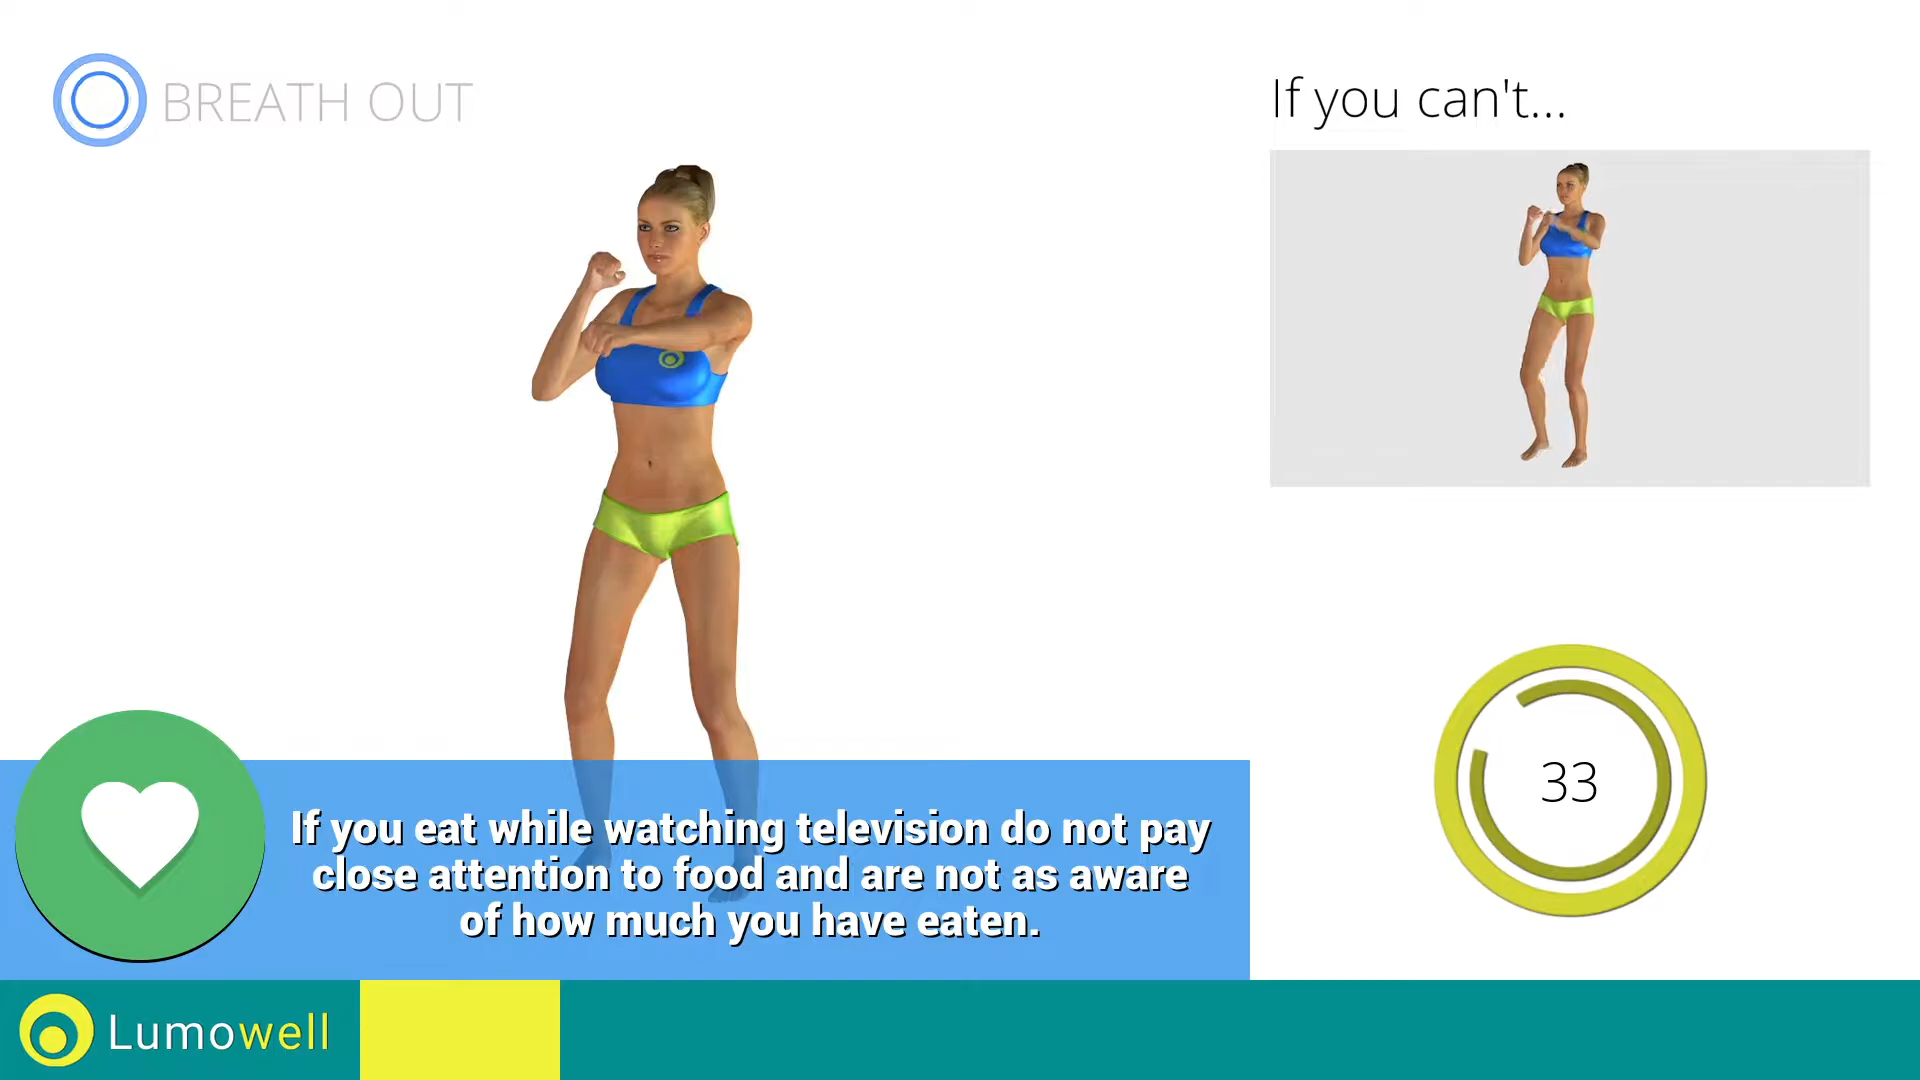 BREATH OUT
If you can't...
33
If you eat while watching television do not pay
close attention to food and are not as aware
of how much you have eaten.
Lumowell